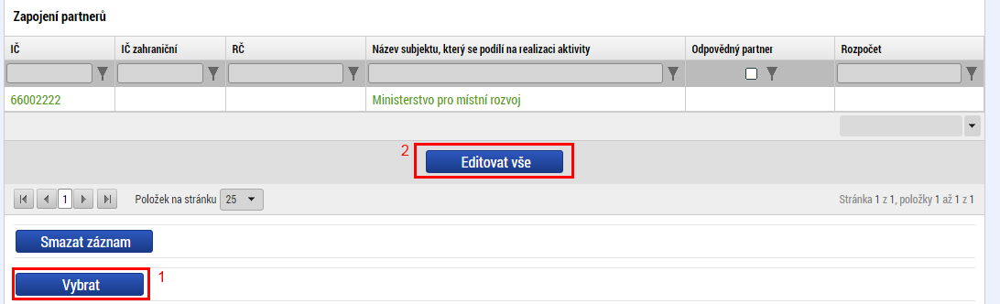 Zapojení partnerů
IČ IČ zahraniční RČ Název subjektu, který se podílí na realizaci aktivity Odpovědný partner Rozpočet
66002222 Ministerstvo pro místní rozvoj
2 Editovat vše
1 Položek na stránku 25 Stránka 1 z 1, položky 1 až 1 z 1
Smazat záznam
Vybrat 1